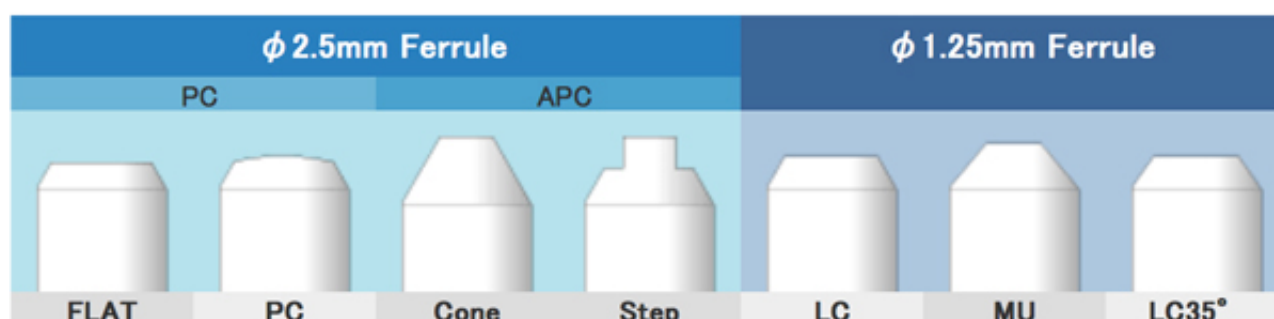 ϕ2.5mm Ferrule ϕ1.25mm Ferrule
PC APC
FLAT PC Cone Step LC MU LC35°